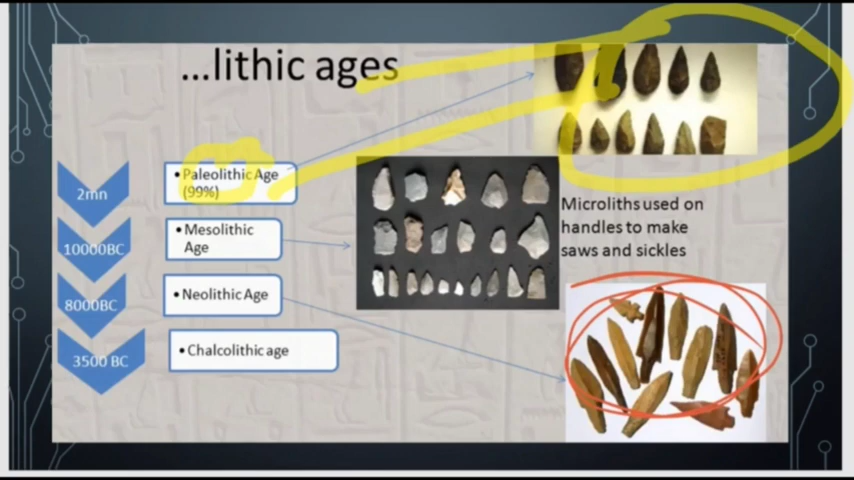 ...lithic ages
2mn
•Paleolithic Age
(99%)
10000BC
•Mesolithic
Age
Microliths used on
handles to make
saws and sickles
8000BC
•Neolithic Age
3500 BC
•Chalcolithic age